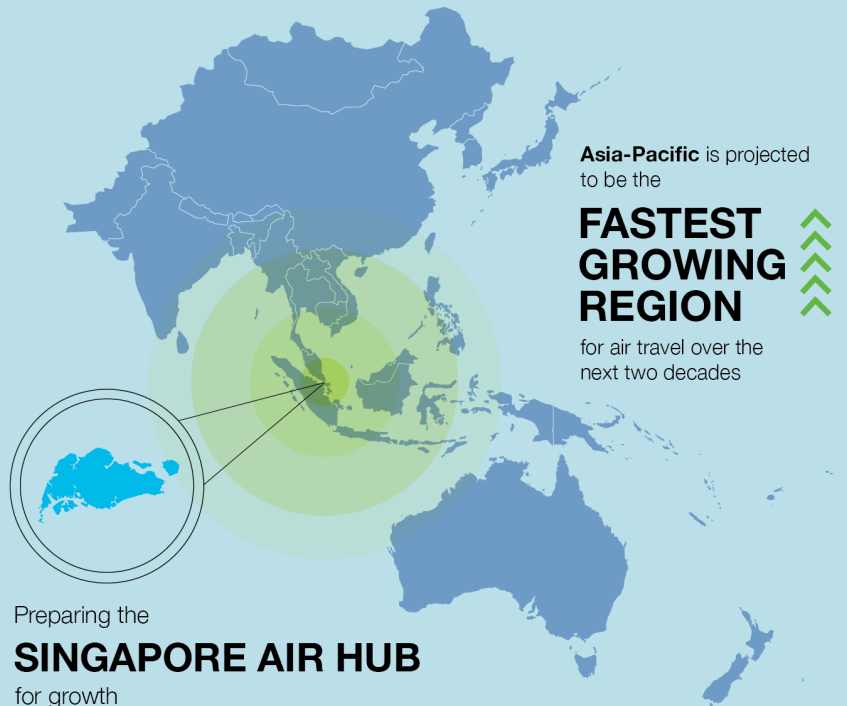 Asia-Pacific is projected
to be the
FASTEST
GROWING
REGION
for air travel over the
next two decades
Preparing the
SINGAPORE AIR HUB
for growth